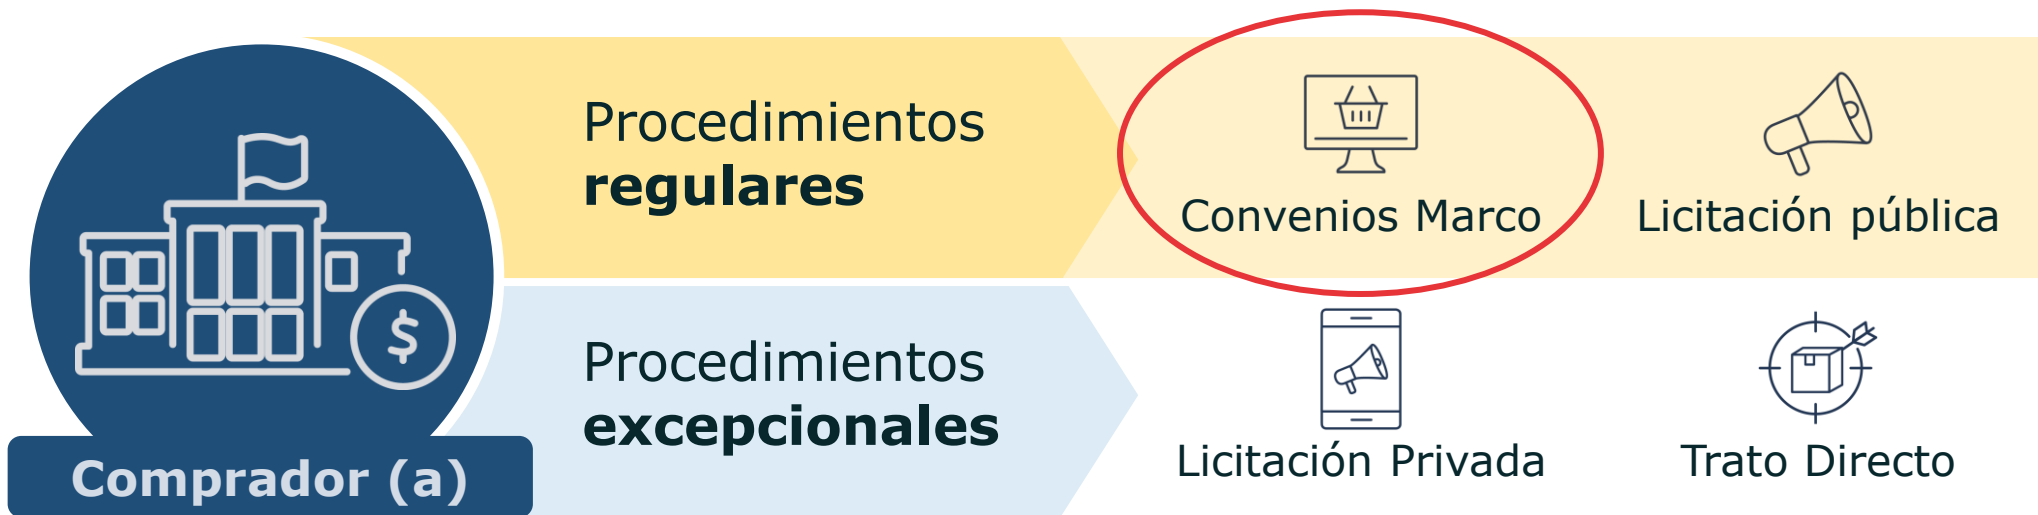 Procedimientos
regulares
Convenios Marco
Licitación pública
Procedimientos
excepcionales
Licitación Privada
Trato Directo
$
Comprador (a)